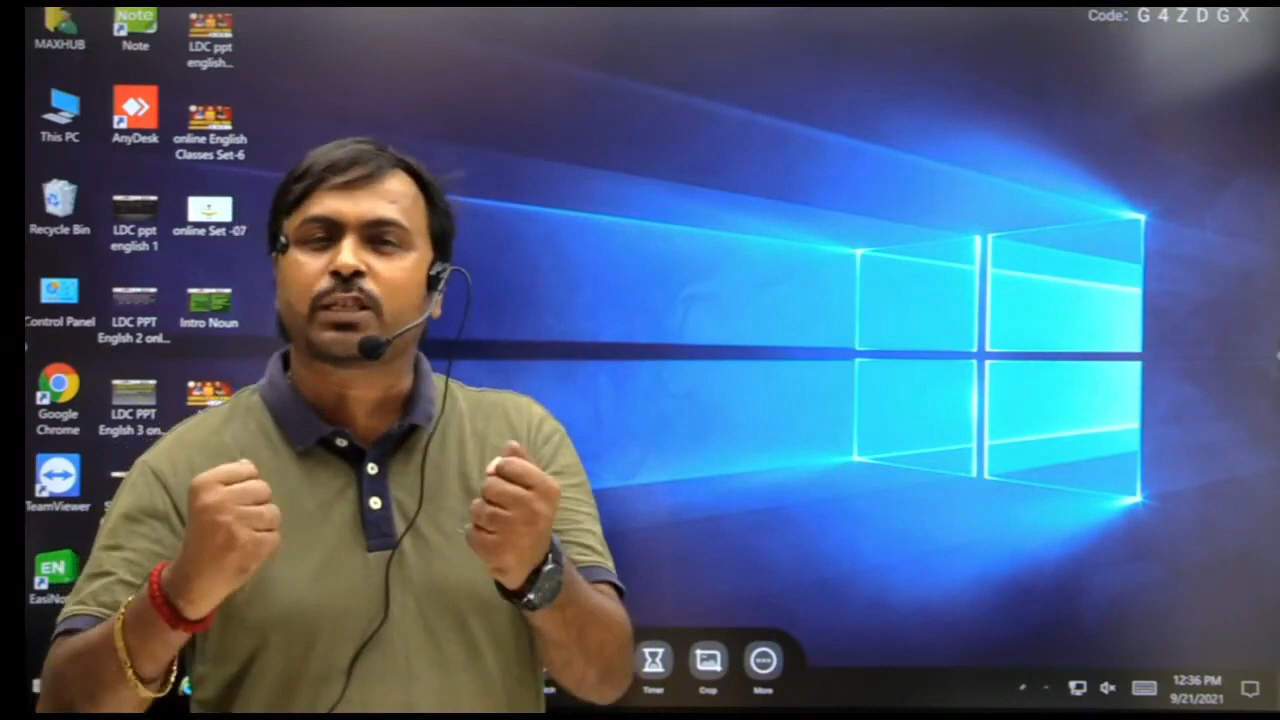 Code: G4ZDGX
MAXHUB
Note
Note
LDC ppt
english...
This PC
AnyDesk
online English
Classes Set-6
Recycle Bin
LDC ppt
english 1
online Set -07
Control Panel
LDC PPT
Englsh 2 onl...
Intro Noun
Google
Chrome
LDC PPT
Englsh 3 on...
TeamViewer
EN
EasiNo
Timer
Crop
More
12:36 PM
9/21/2021